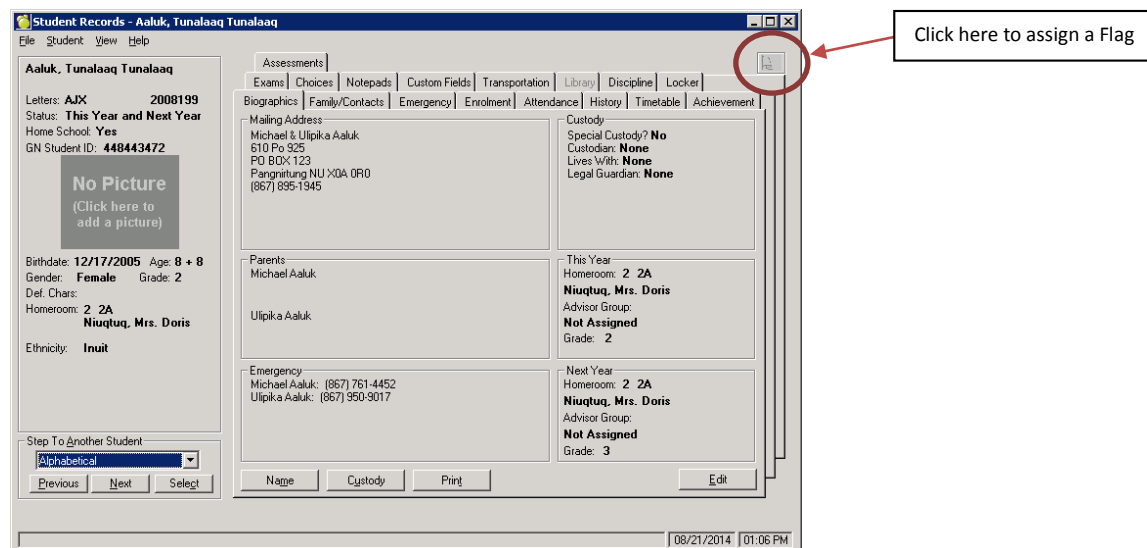 Student Records - Aaluk, Tunalaaq Tunalaaq
File Student View Help
Click here to assign a Flag
Aaluk, Tunalaaq Tunalaaq
Letters: AJX 2008199
Status: This Year and Next Year
Home School: Yes
GN Student ID: 448443472
No Picture
(Click here to
add a picture)
Birthdate: 12/17/2005 Age: 8 + 8
Gender: Female Grade: 2
Def. Chars:
Homeroom: 2 2A
Niuqtuq, Mrs. Doris
Ethnicity: Inuit
Step To Another Student
Alphabetical
Previous Next Select
Assessments
Exams Choices Notepads Custom Fields Transportation Library Discipline Locker
Biographics Family/Contacts Emergency Enrolment Attendance History Timetable Achievement
Mailing Address
Michael & Ulipika Aaluk
610 Po 925
PO BOX 123
Pangnirtung NU X0A 0R0
(867) 895-1945
Custody
Special Custody? No
Custodian: None
Lives With: None
Legal Guardian: None
Parents
Michael Aaluk
Ulipika Aaluk
This Year
Homeroom: 2 2A
Niuqtuq, Mrs. Doris
Advisor Group:
Not Assigned
Grade: 2
Emergency
Michael Aaluk: (867) 761-4452
Ulipika Aaluk: (867) 950-9017
Next Year
Homeroom: 2 2A
Niuqtuq, Mrs. Doris
Advisor Group:
Not Assigned
Grade: 3
Name Custody Print Edit
08/21/2014 01:06 PM